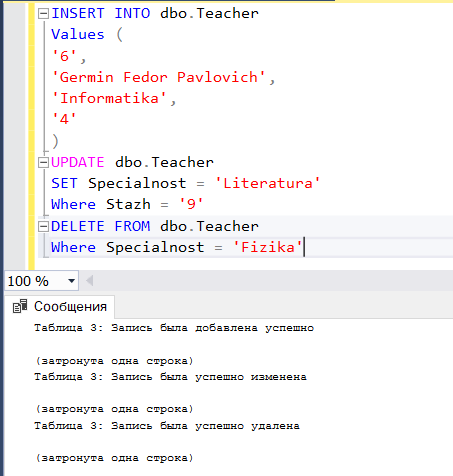 INSERT INTO dbo.Teacher
Values (
'6',
'Germin Fedor Pavlovich',
'Informatika',
'4'
)
UPDATE dbo.Teacher
SET Specialnost = 'Literatura'
Where Stazh = '9'
DELETE FROM dbo.Teacher
Where Specialnost = 'Fizika'
100 %
Сообщения
Таблица 3: Запись была добавлена успешно
(затронута одна строка)
Таблица 3: Запись была успешно изменена
(затронута одна строка)
Таблица 3: Запись была успешно удалена
(затронута одна строка)